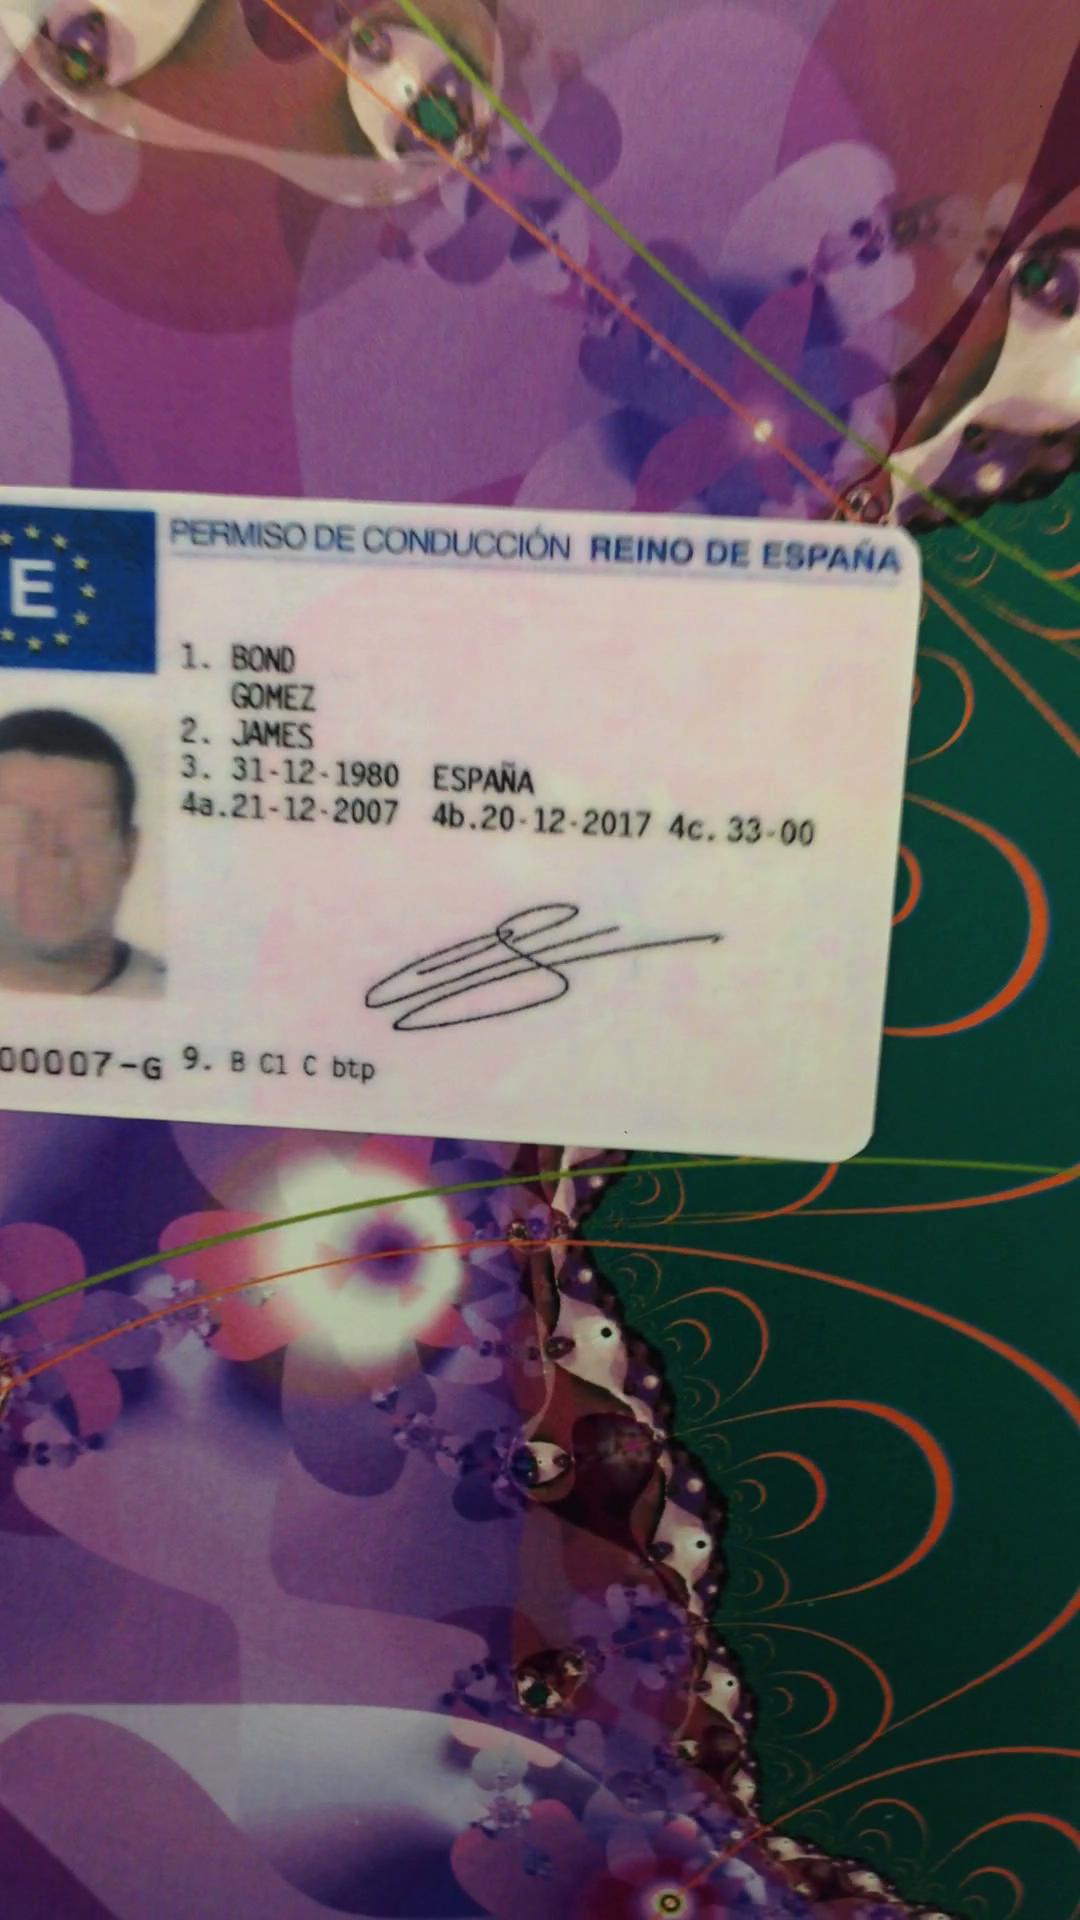 E
PERMISO DE CONDUCCIÓN REINO DE ESPAÑA
1. BOND
GOMEZ
2. JAMES
3. 31-12-1980 ESPAÑA
4a.21-12-2007 4b.20-12-2017 4c. 33-00
00007-G 9. B C1 C btp